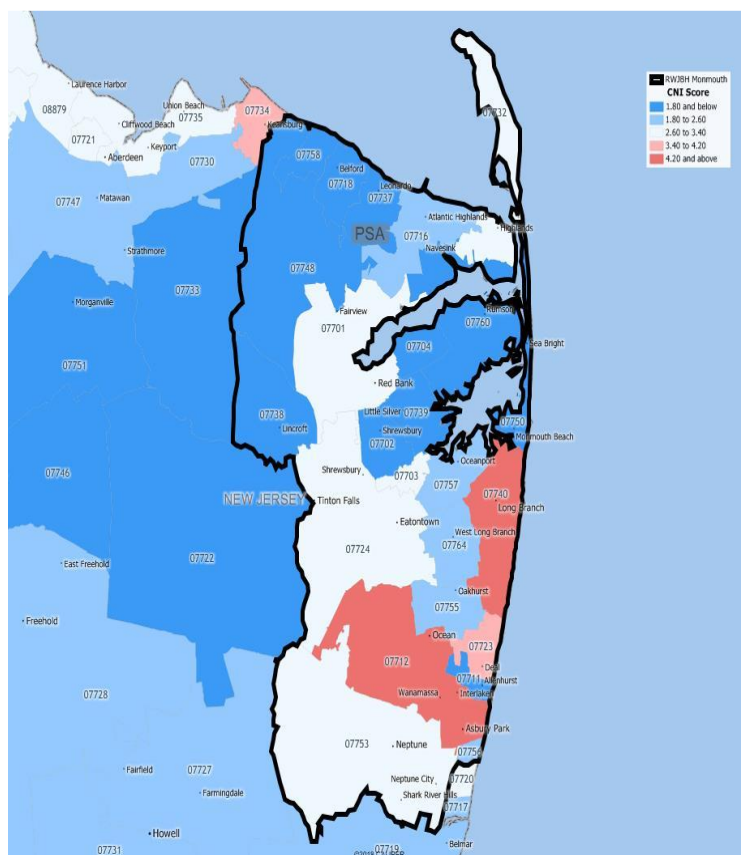 Laurence Harbor
RWJBH Monmouth
CNI Score
1.80 and below
1.80 to 2.60
2.60 to 3.40
3.40 to 4.20
4.20 and above
08879
Union Beach
07735
07734
07732
Cliffwood Beach
Keansburg
07721
Keyport
Aberdeen
07730
07758
Belford
07718
Leonardo
07737
07747
Matawan
Atlantic Highlands
07716
Highlands
PSA
Navesink
Strathmore
07748
07733
Morganville
Fairview
Rumson
07701
07760
07704
Sea Bright
07751
Red Bank
07738
Little Silver
07739
07750
Lincroft
Shrewsbury
07702
Monmouth Beach
Oceanport
07746
Shrewsbury
07703
07757
07740
NEW JERSEY
Tinton Falls
Long Branch
Eatontown
West Long Branch
07724
07764
07722
East Freehold
Oakhurst
07755
Freehold
Ocean
07723
07712
Deal
07711
Allenhurst
07728
Wanamassa
Interlaken
Asbury Park
07753
Neptune
07756
Fairfield
07727
Neptune City
07720
Farmingdale
Shark River Hills
07717
Howell
Belmar
07731
07719
©2018 CALIPER